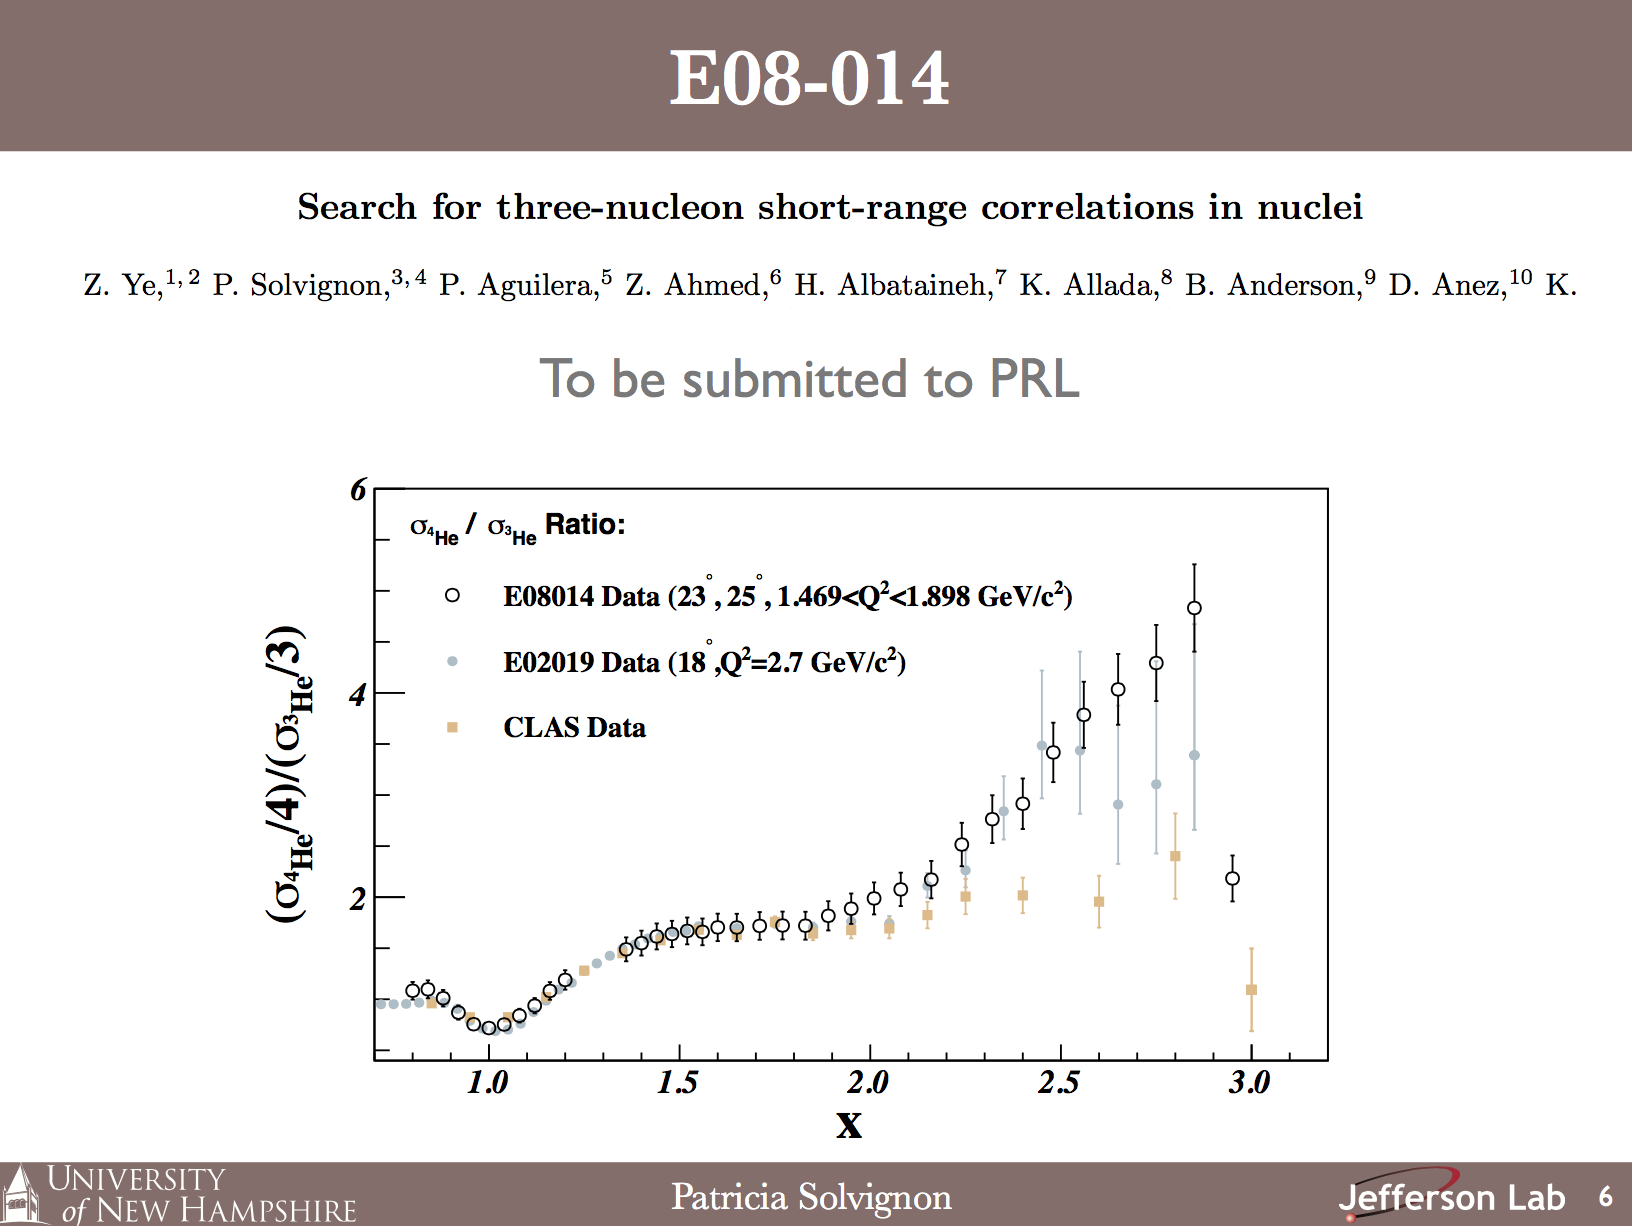 E08-014
Search for three-nucleon short-range correlations in nuclei
Z. Ye,1, 2 P. Solvignon,3, 4 P. Aguilera,5 Z. Ahmed,6 H. Albataineh,7 K. Allada,8 B. Anderson,9 D. Anez,10 K.
To be submitted to PRL
σ4He / σ3He Ratio:
E08014 Data (23°, 25°, 1.469<Q2<1.898 GeV/c2)
E02019 Data (18°,Q2=2.7 GeV/c2)
CLAS Data
(σ4He/4)/(σ3He/3)
6
4
2
1.0 1.5 2.0 2.5 3.0
x
UNIVERSITY
of NEW HAMPSHIRE
Patricia Solvignon
Jefferson Lab
6